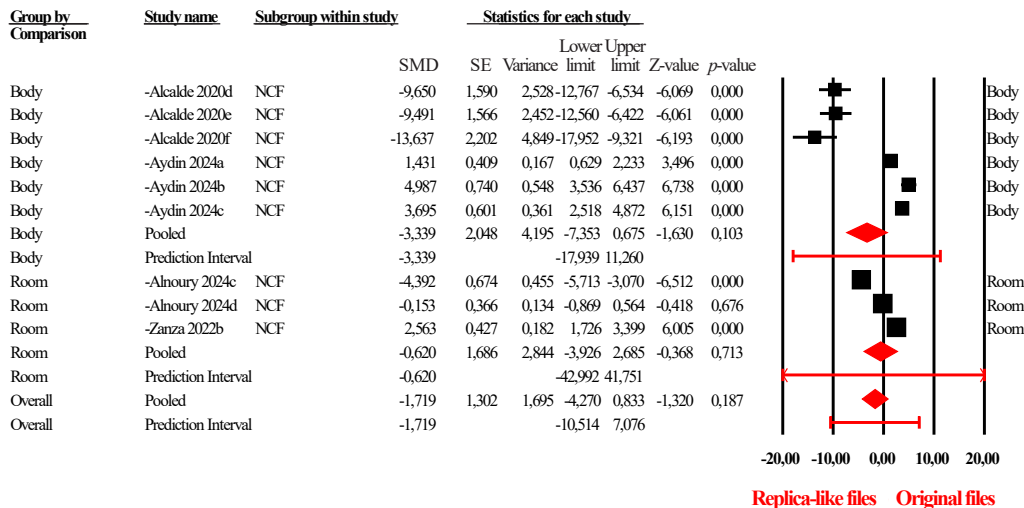 Group by Study name Subgroup within study Statistics for each study
Comparison
Lower Upper
SMD SE Variance limit limit Z-value p-value
Body -Alcalde 2020d NCF -9,650 1,590 2,528 -12,767 -6,534 -6,069 0,000 Body
Body -Alcalde 2020e NCF -9,491 1,566 2,452 -12,560 -6,422 -6,061 0,000 Body
Body -Alcalde 2020f NCF -13,637 2,202 4,849 -17,952 -9,321 -6,193 0,000 Body
Body -Aydin 2024a NCF 1,431 0,409 0,167 0,629 2,233 3,496 0,000 Body
Body -Aydin 2024b NCF 4,987 0,740 0,548 3,536 6,437 6,738 0,000 Body
Body -Aydin 2024c NCF 3,695 0,601 0,361 2,518 4,872 6,151 0,000 Body
Body Pooled -3,339 2,048 4,195 -7,353 0,675 -1,630 0,103
Body Prediction Interval -3,339 -17,939 11,260
Room -Alnoury 2024c NCF -4,392 0,674 0,455 -5,713 -3,070 -6,512 0,000 Room
Room -Alnoury 2024d NCF -0,153 0,366 0,134 -0,869 0,564 -0,418 0,676 Room
Room -Zanza 2022b NCF 2,563 0,427 0,182 1,726 3,399 6,005 0,000 Room
Room Pooled -0,620 1,686 2,844 -3,926 2,685 -0,368 0,713
Room Prediction Interval -0,620 -42,992 41,751
Overall Pooled -1,719 1,302 1,695 -4,270 0,833 -1,320 0,187
Overall Prediction Interval -1,719 -10,514 7,076
-20,00 -10,00 0,00 10,00 20,00
Replica-like files Original files